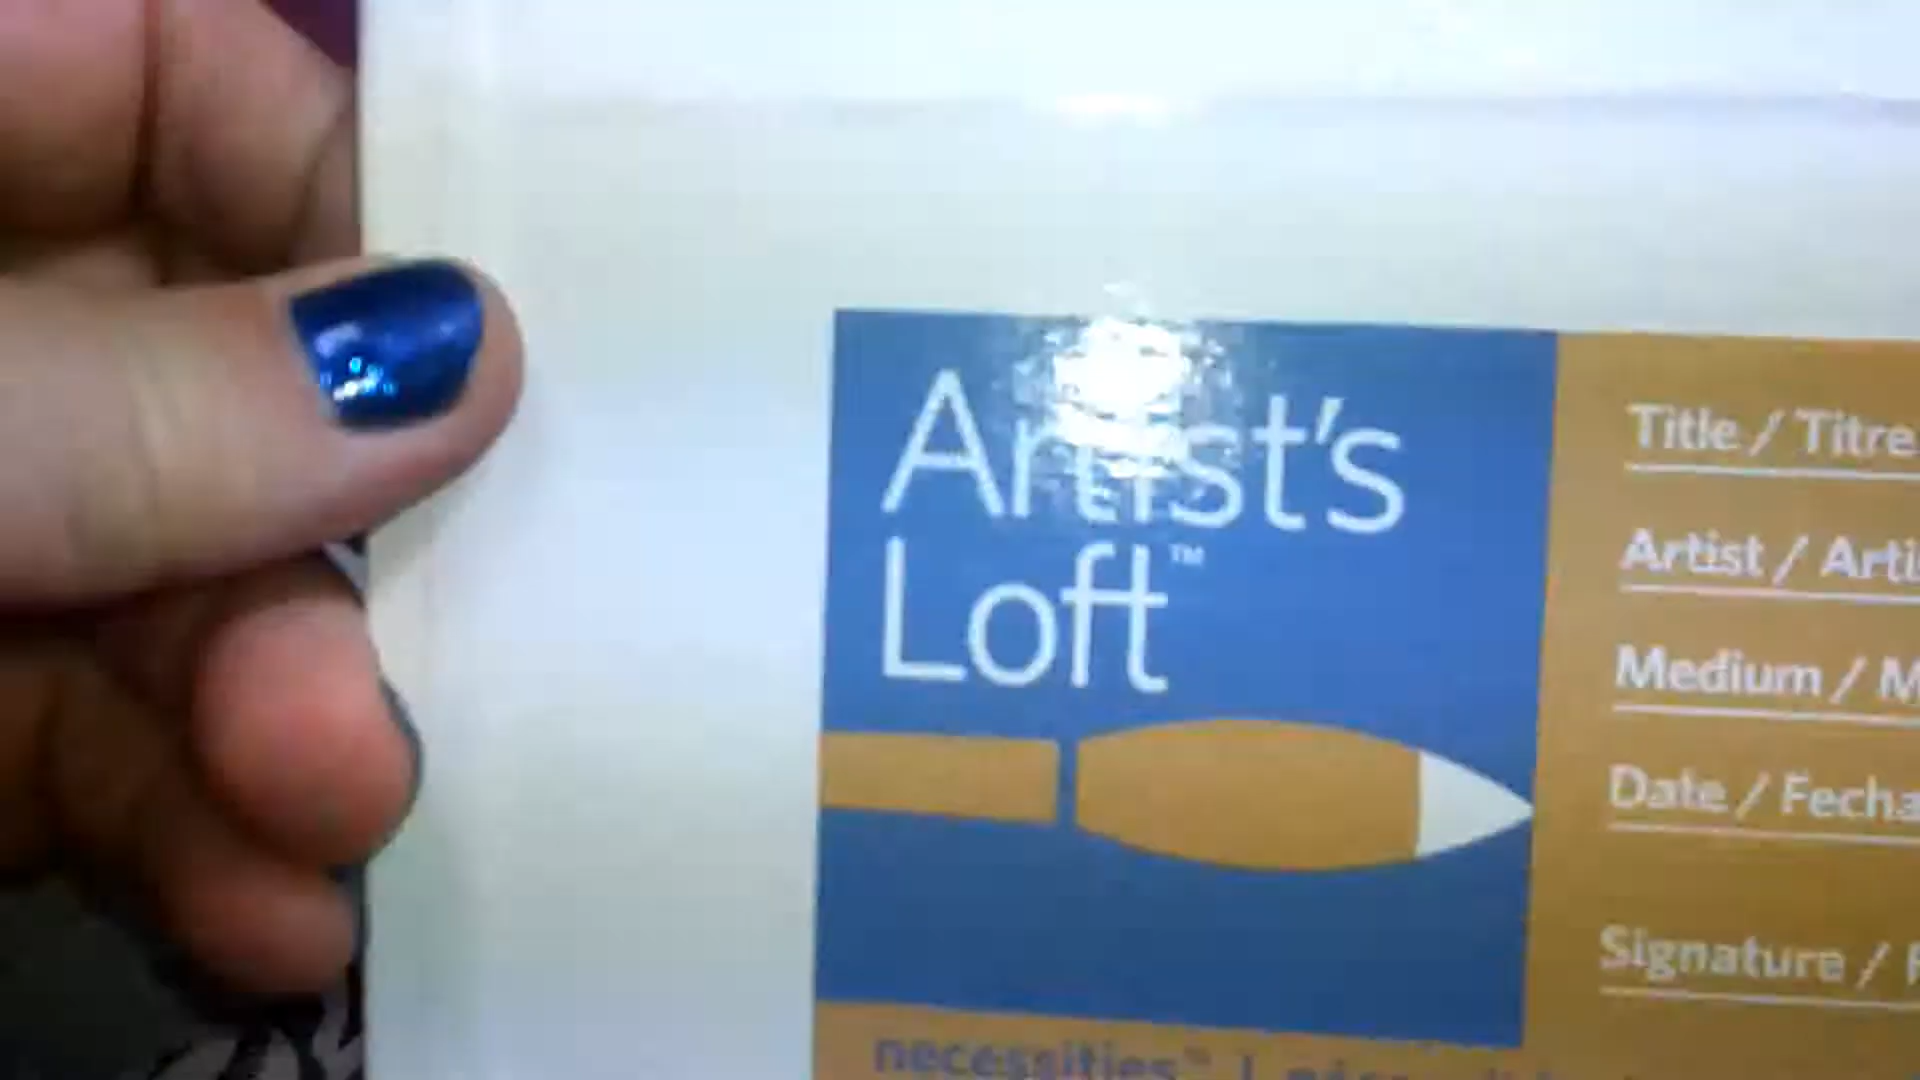 Artist's
Loft™
Title / Titre
Artist / Arti
Medium / M
Date / Fecha
Signature /
necessities™ |